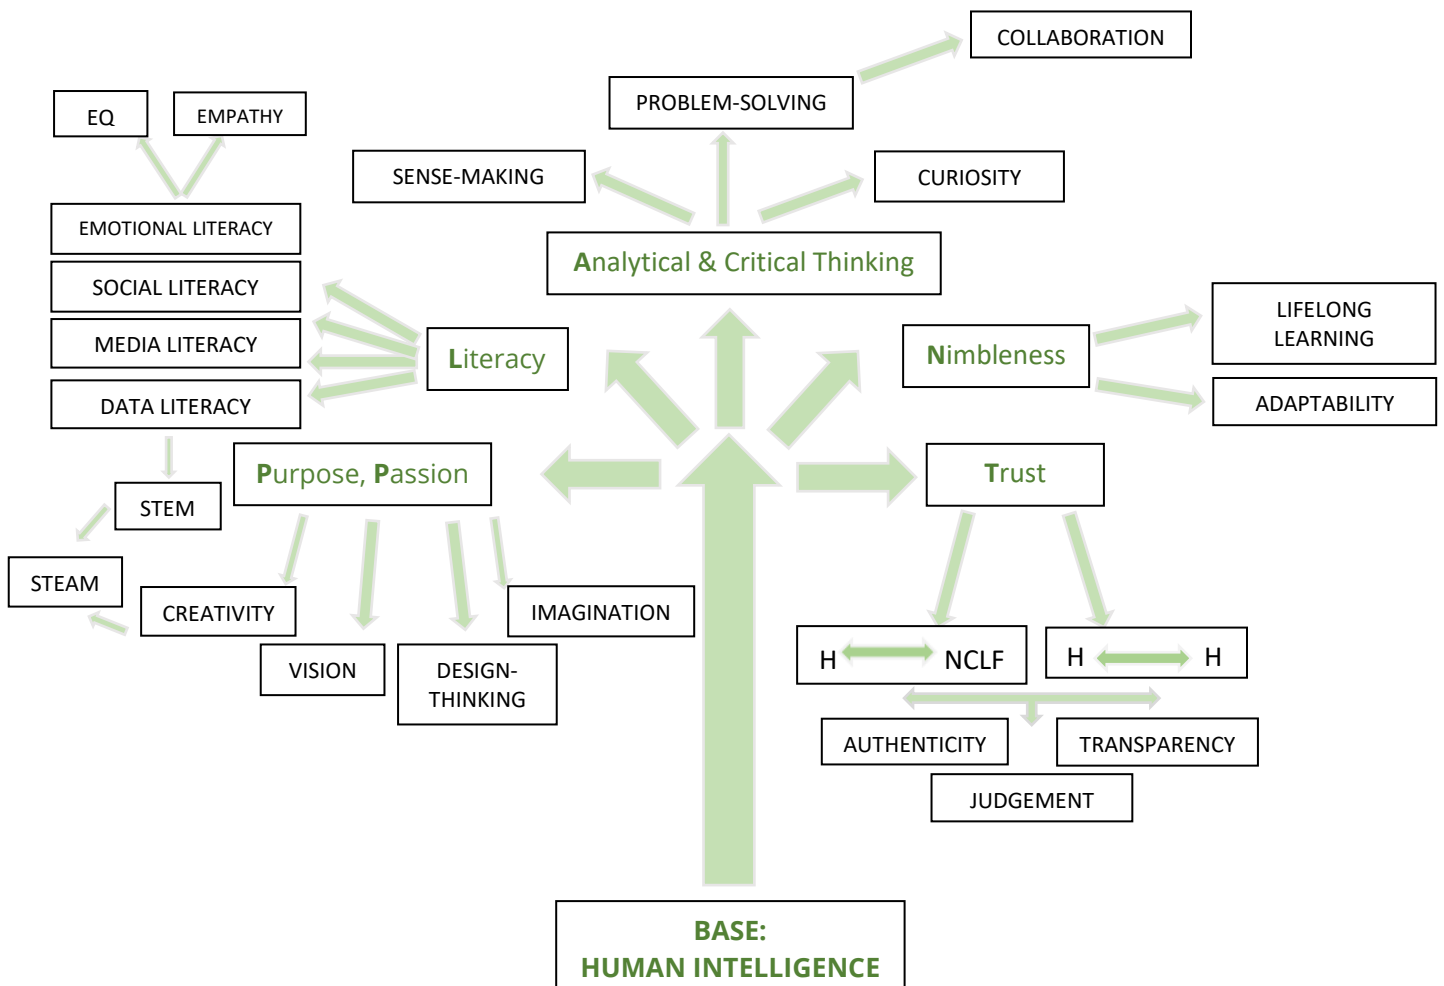 COLLABORATION
PROBLEM-SOLVING
EQ
EMPATHY
SENSE-MAKING
CURIOSITY
EMOTIONAL LITERACY
SOCIAL LITERACY
MEDIA LITERACY
DATA LITERACY
Analytical & Critical Thinking
Literacy
Nimbleness
LIFELONG
LEARNING
ADAPTABILITY
Purpose, Passion
Trust
STEM
STEAM
CREATIVITY
VISION
DESIGN-
THINKING
IMAGINATION
H NCLF
H H
AUTHENTICITY
TRANSPARENCY
JUDGEMENT
BASE:
HUMAN INTELLIGENCE